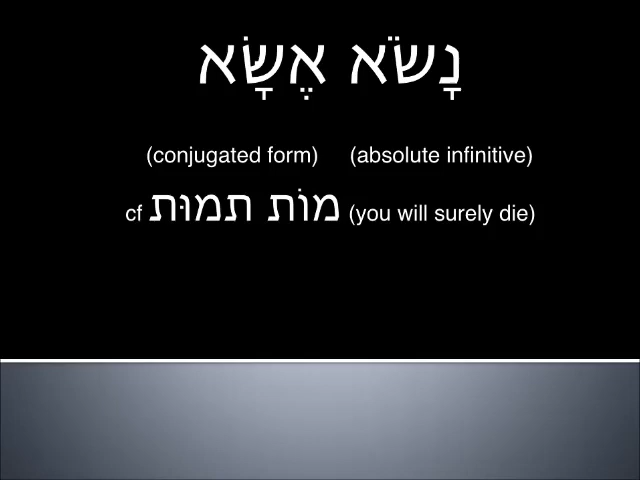 נָשֹׂא אֶשָּׂא
(conjugated form) (absolute infinitive)
cf מוֹת תמוּת (you will surely die)